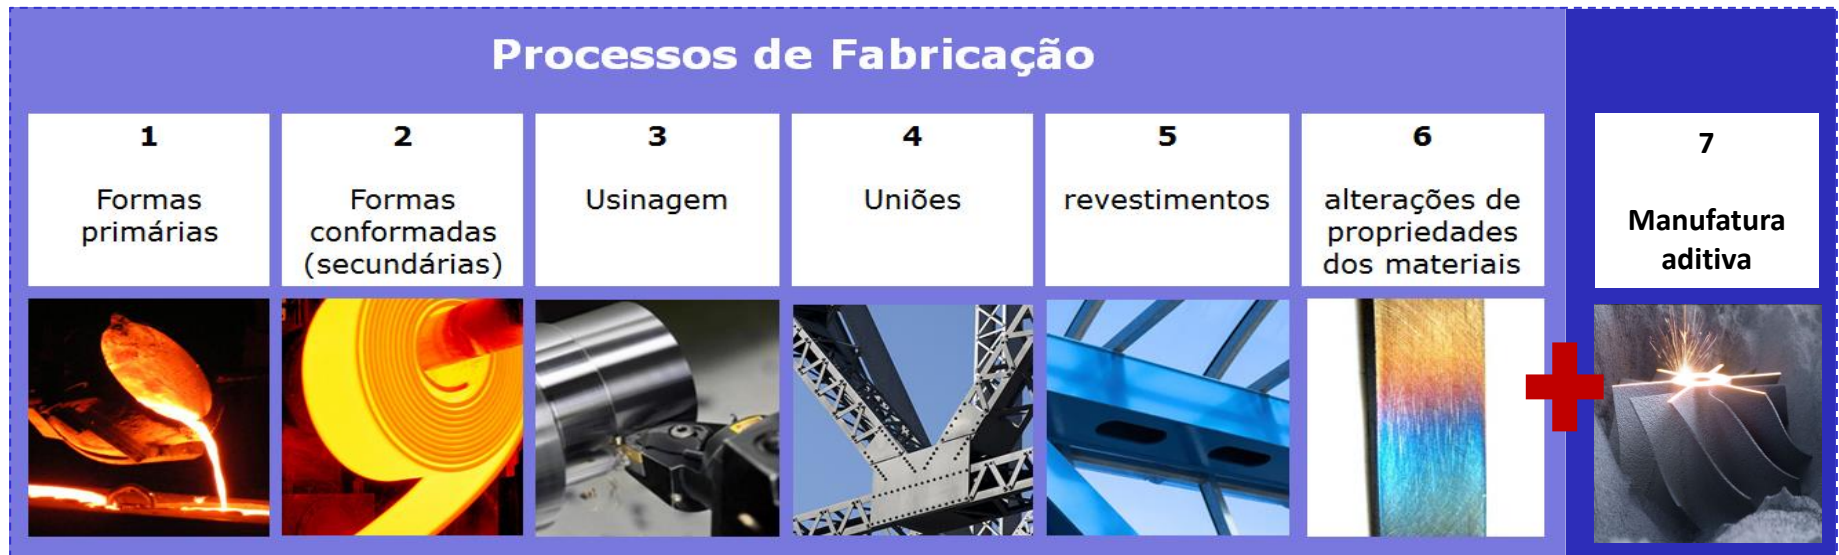 Processos de Fabricação
1
Formas
primárias
2
Formas
conformadas
(secundárias)
3
Usinagem
4
Uniões
5
revestimentos
6
alterações de
propriedades
dos materiais
7
Manufatura
aditiva